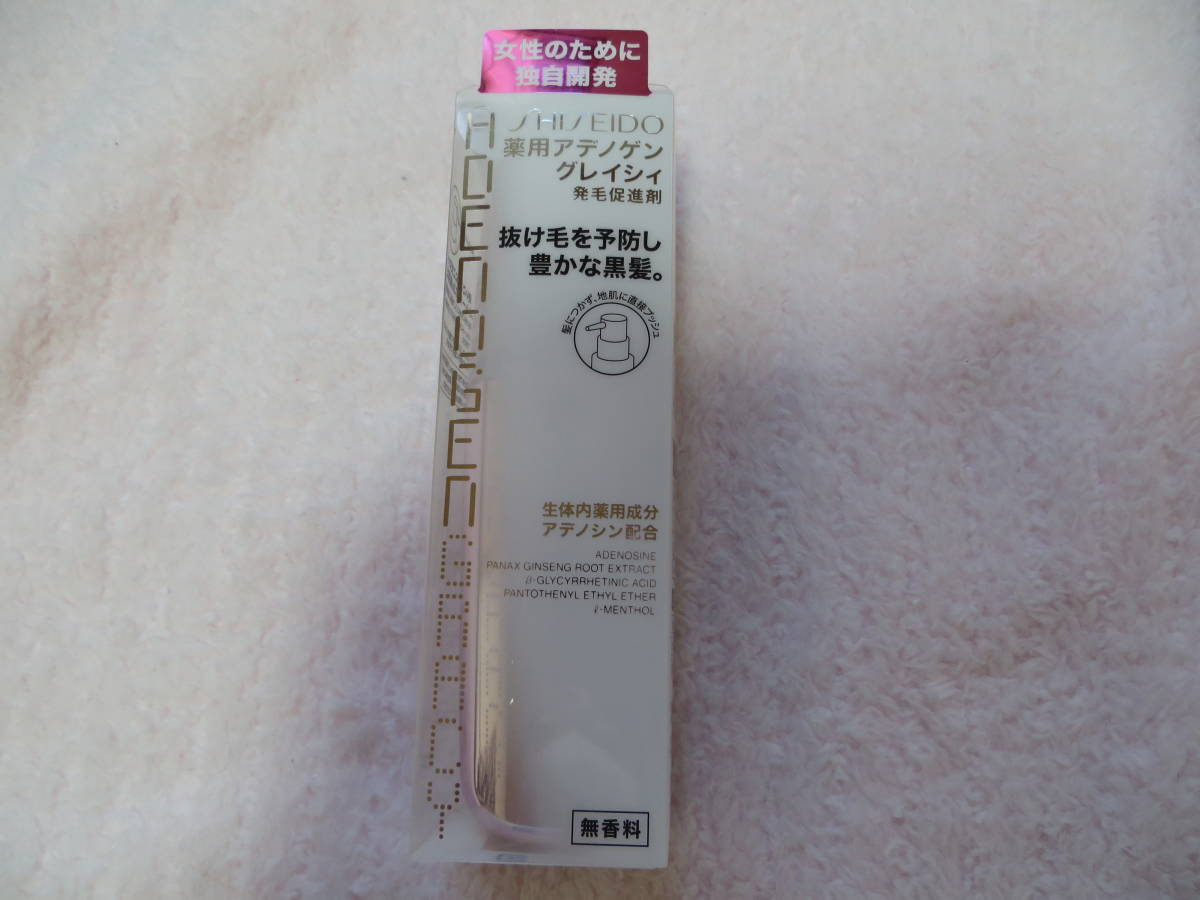 女性のために
独自開発
SHISEIDO
薬用アデノゲン
グレイシィ
発毛促進剤
抜け毛を予防し
豊かな黒髪。
髪につかず、地肌に直接プッシュ
生体内薬用成分
アデノシン配合
ADENOSINE
PANAX GINSENG ROOT EXTRACT
β-GLYCYRRHETINIC ACID
PANTOTHENYL ETHYL ETHER
ℓ-MENTHOL
無香料
ADENOGEN
GRACY